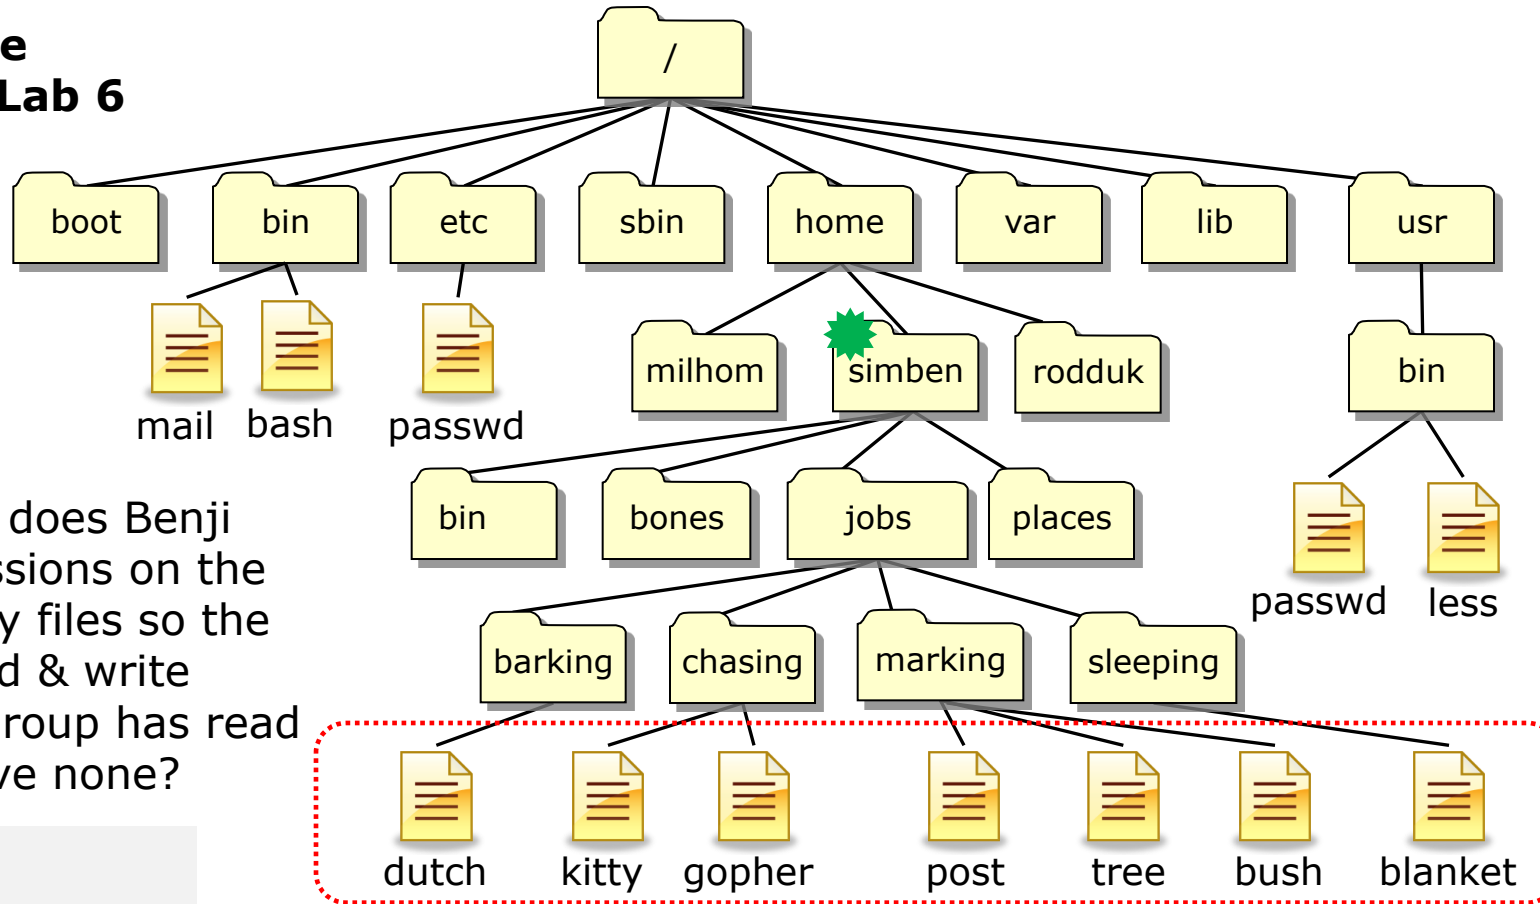 e
Lab 6
/
boot bin etc sbin home var lib usr
mail bash passwd
milhom simben rodduk bin
bin bones jobs places
passwd less
does Benji
ssions on the
y files so the
d & write
roup has read
ve none?
barking chasing marking sleeping
dutch kitty gopher post tree bush blanket